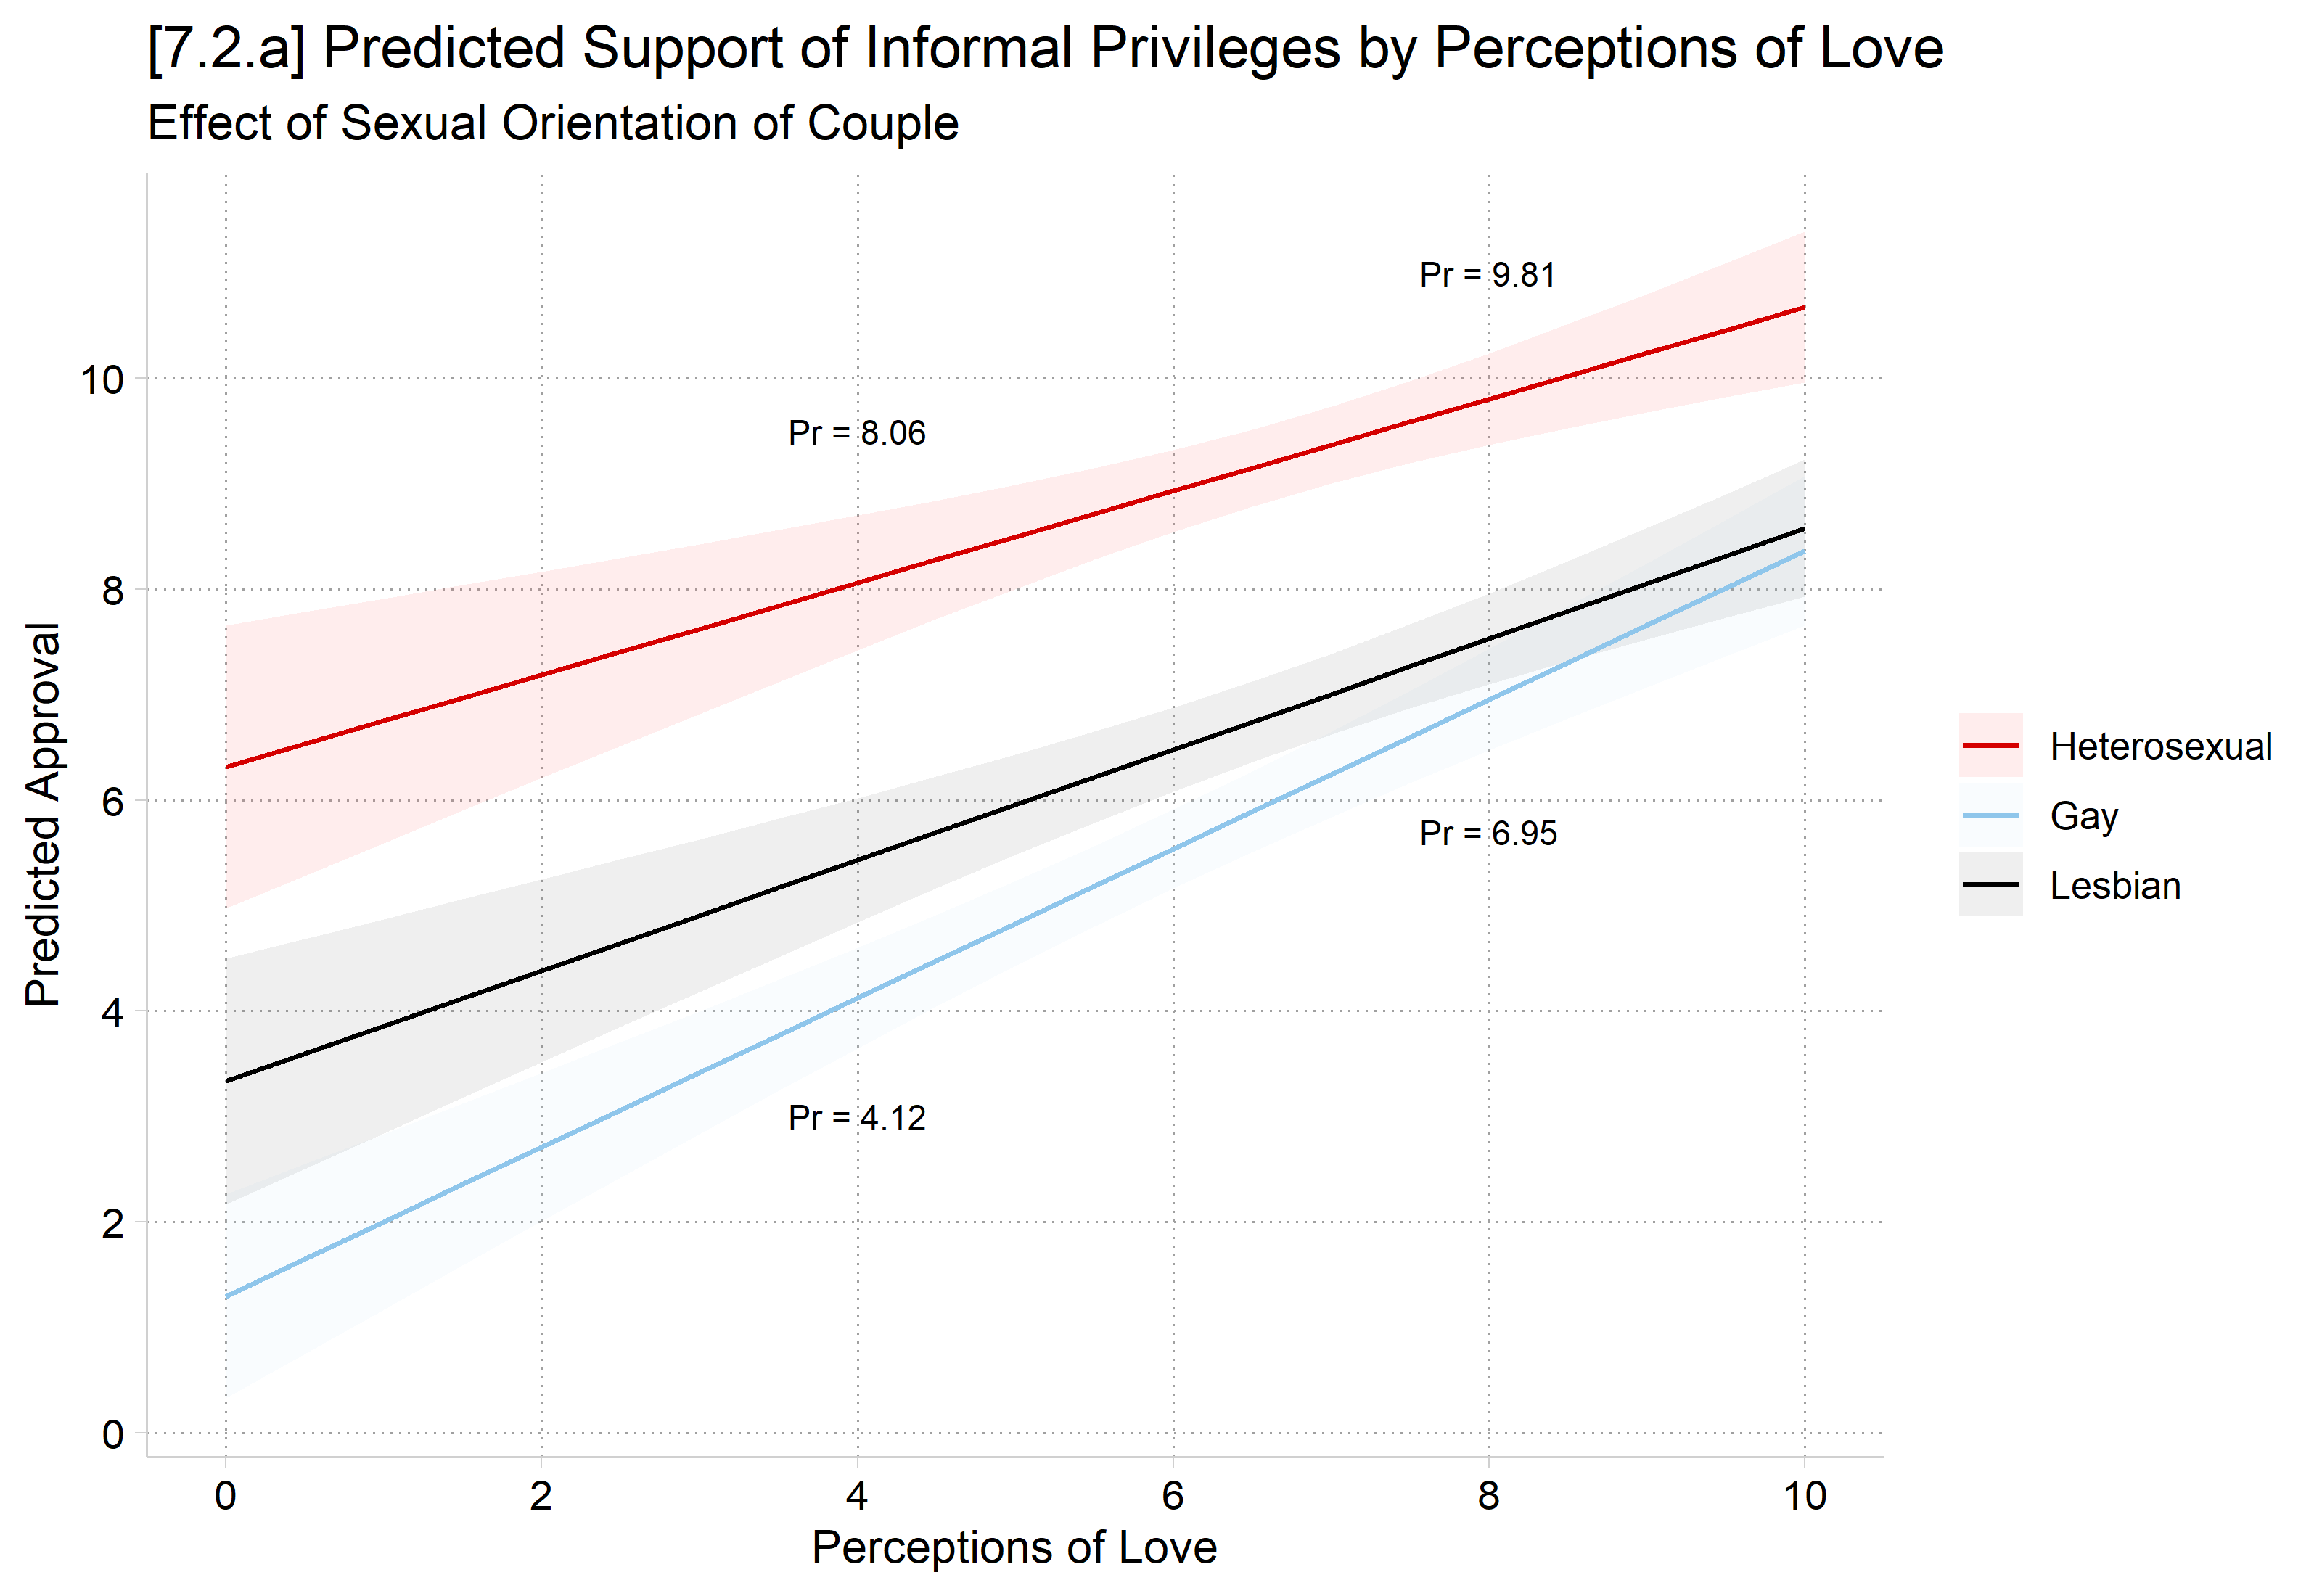 [7.2.a] Predicted Support of Informal Privileges by Perceptions of Love
Effect of Sexual Orientation of Couple
Pr = 9.81
Pr = 8.06
Pr = 6.95
Pr = 4.12
Predicted Approval
10
8
6
4
2
0
0 2 4 6 8 10
Perceptions of Love
Heterosexual
Gay
Lesbian